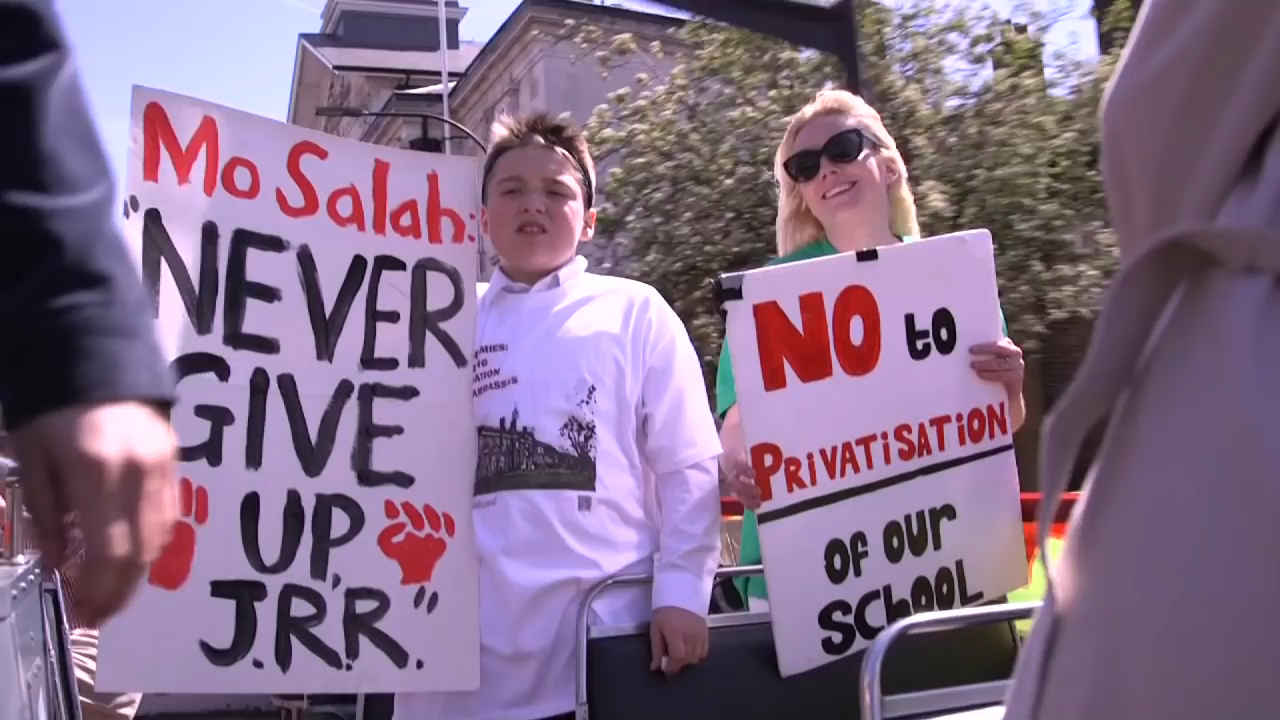 Mo Salah:
"NEVER
GIVE
UP,
J.R.R."
NO to
PRiVATiSATiON
OF OUR
SCHOOL